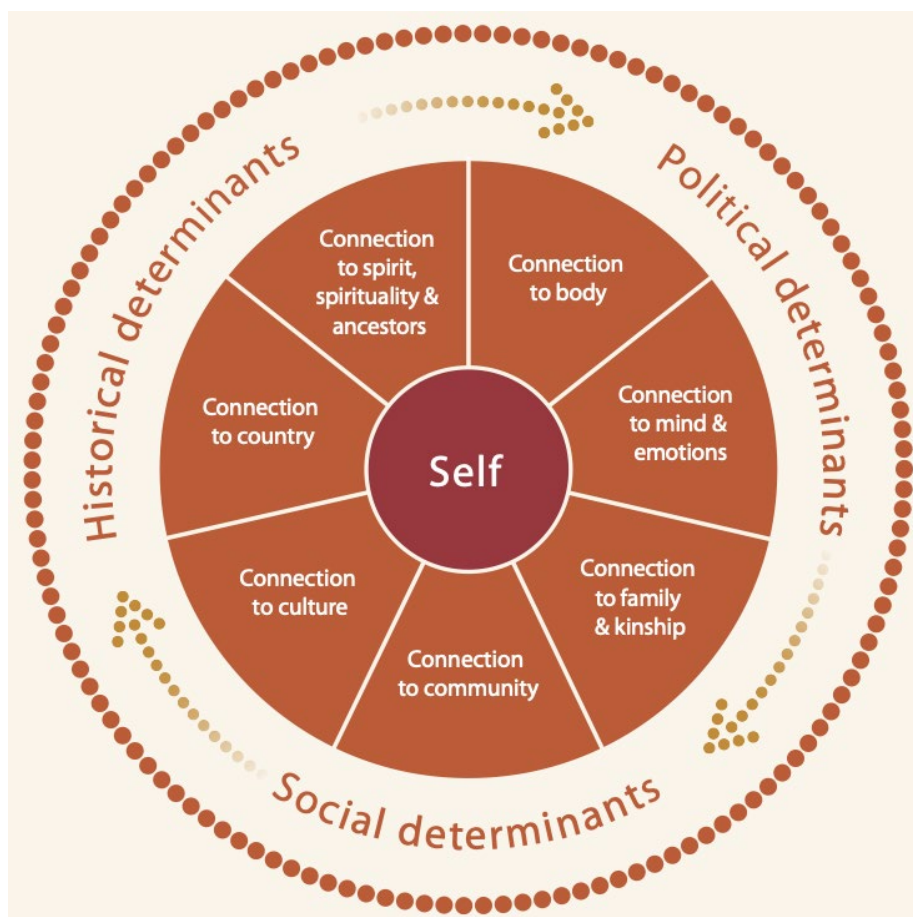 Historical determinants
Political determinants
Social determinants
Connection
to spirit,
spirituality &
ancestors
Connection
to body
Connection
to mind &
emotions
Connection
to family
& kinship
Connection
to community
Connection
to culture
Connection
to country
Self